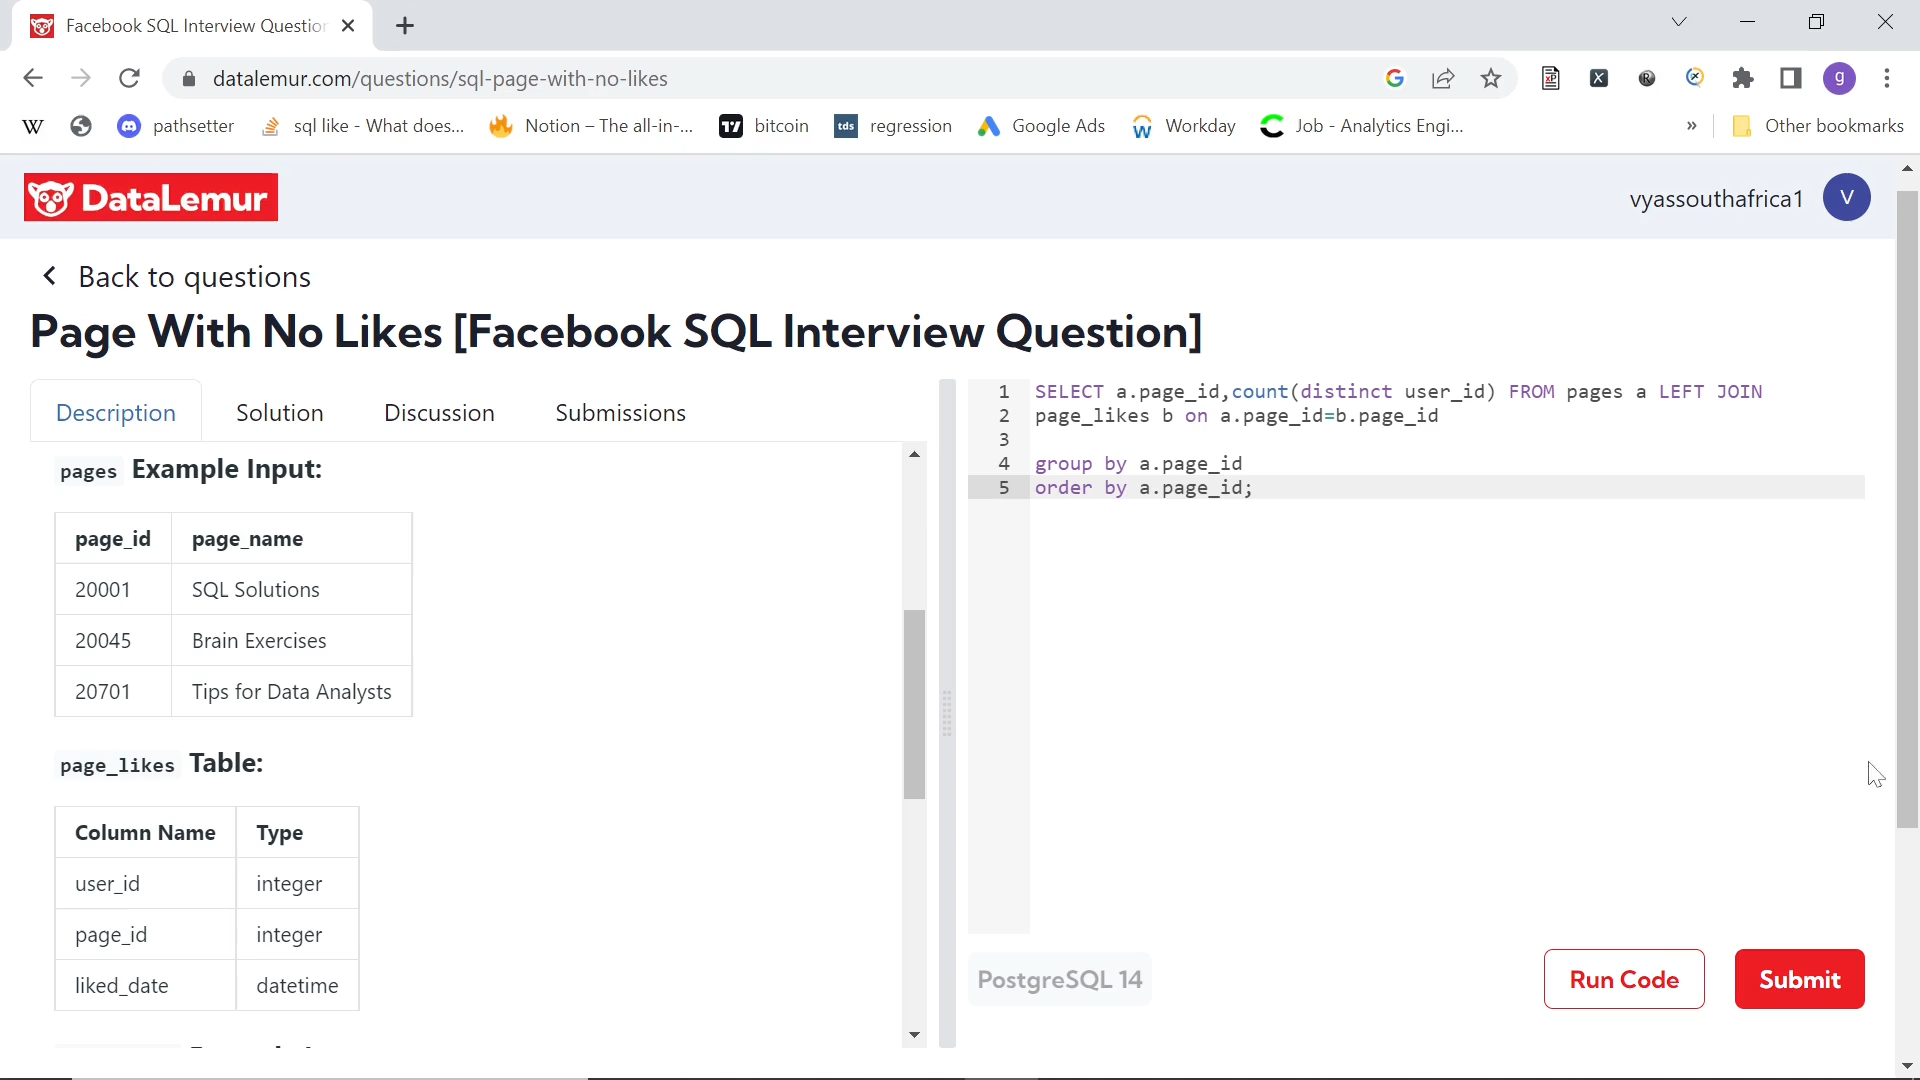 Facebook SQL Interview Question
datalemur.com/questions/sql-page-with-no-likes
g
W
pathsetter
sql like - What does...
Notion – The all-in-...
bitcoin
tds
regression
Google Ads
Workday
Job - Analytics Engi...
»
Other bookmarks
DataLemur
vyassouthafrica1
V
Back to questions
Page With No Likes [Facebook SQL Interview Question]
Description
Solution
Discussion
Submissions
pages Example Input:
page_id page_name
20001 SQL Solutions
20045 Brain Exercises
20701 Tips for Data Analysts
page_likes Table:
Column Name Type
user_id integer
page_id integer
liked_date datetime
1 SELECT a.page_id,count(distinct user_id) FROM pages a LEFT JOIN
2 page_likes b on a.page_id=b.page_id
3
4 group by a.page_id
5 order by a.page_id;
PostgreSQL 14
Run Code
Submit